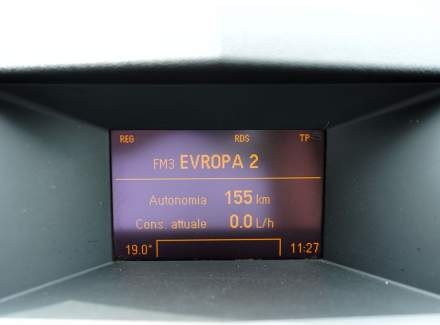 REG RDS TP
FM3 EVROPA 2
Autonomia 155 km
Cons. attuale 0.0 L/h
19.0° 11:27